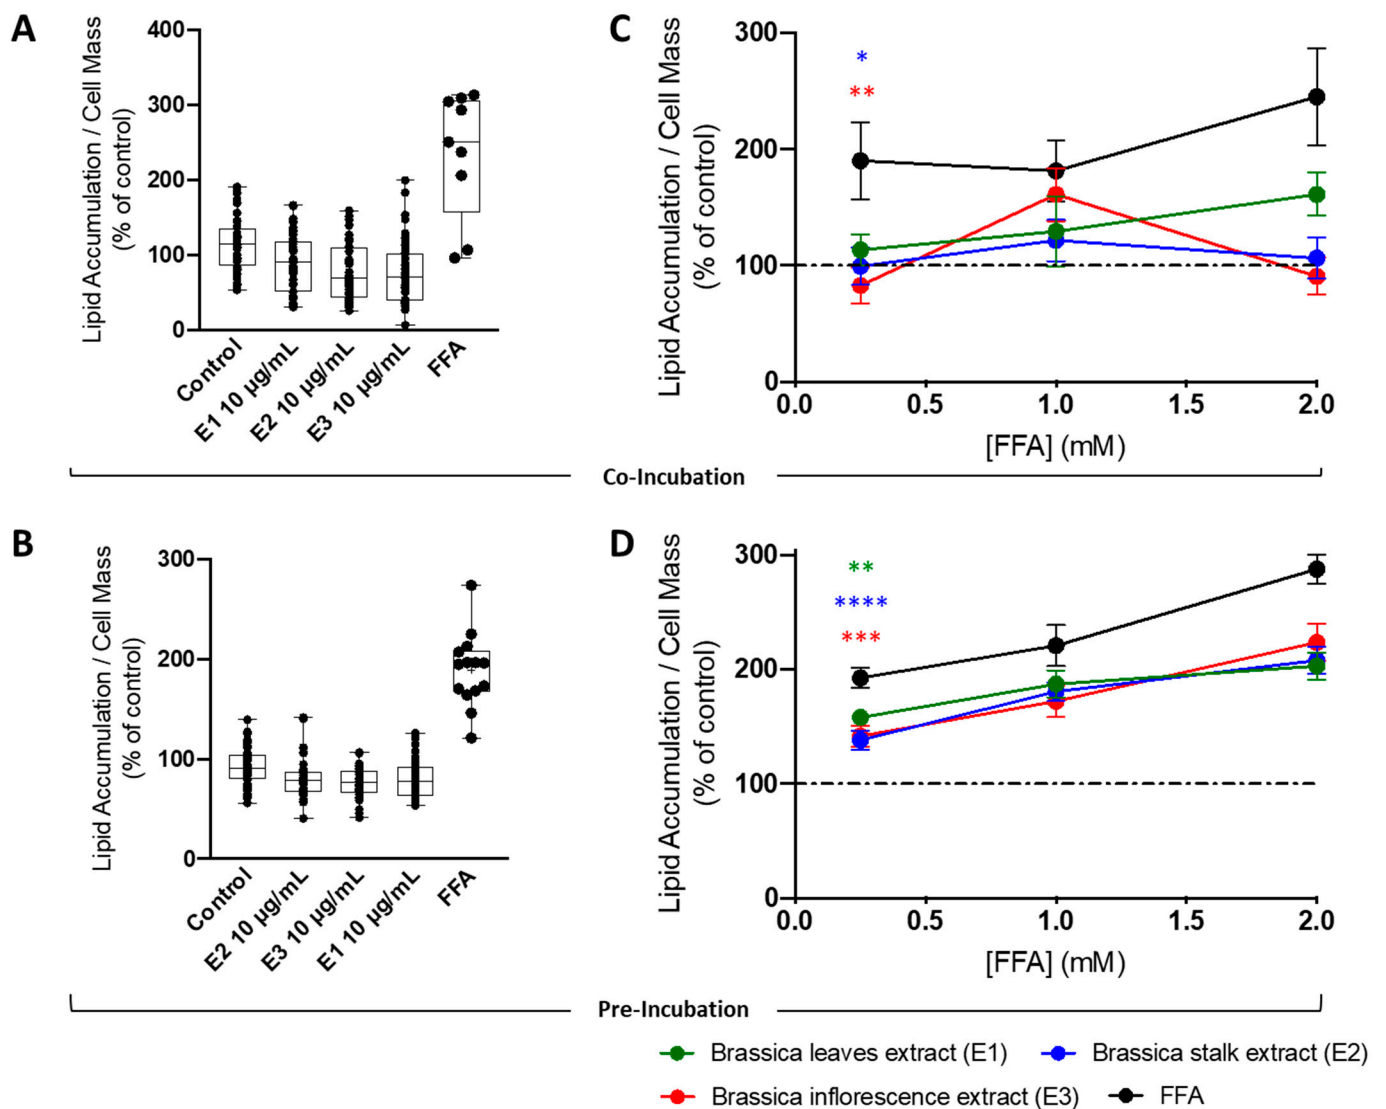 A
Lipid Accumulation / Cell Mass
(% of control)
400
300
200
100
0
Control
E1 10 µg/mL
E2 10 µg/mL
E3 10 µg/mL
FFA
C
Lipid Accumulation / Cell Mass
(% of control)
300
200
100
0
*
**
0.0 0.5 1.0 1.5 2.0
[FFA] (mM)
Co-Incubation
B
Lipid Accumulation / Cell Mass
(% of control)
300
200
100
0
Control
E2 10 µg/mL
E3 10 µg/mL
E1 10 µg/mL
FFA
D
Lipid Accumulation / Cell Mass
(% of control)
300
200
100
0
**
****
***
0.0 0.5 1.0 1.5 2.0
[FFA] (mM)
Pre-Incubation
Brassica leaves extract (E1) Brassica stalk extract (E2)
Brassica inflorescence extract (E3) FFA